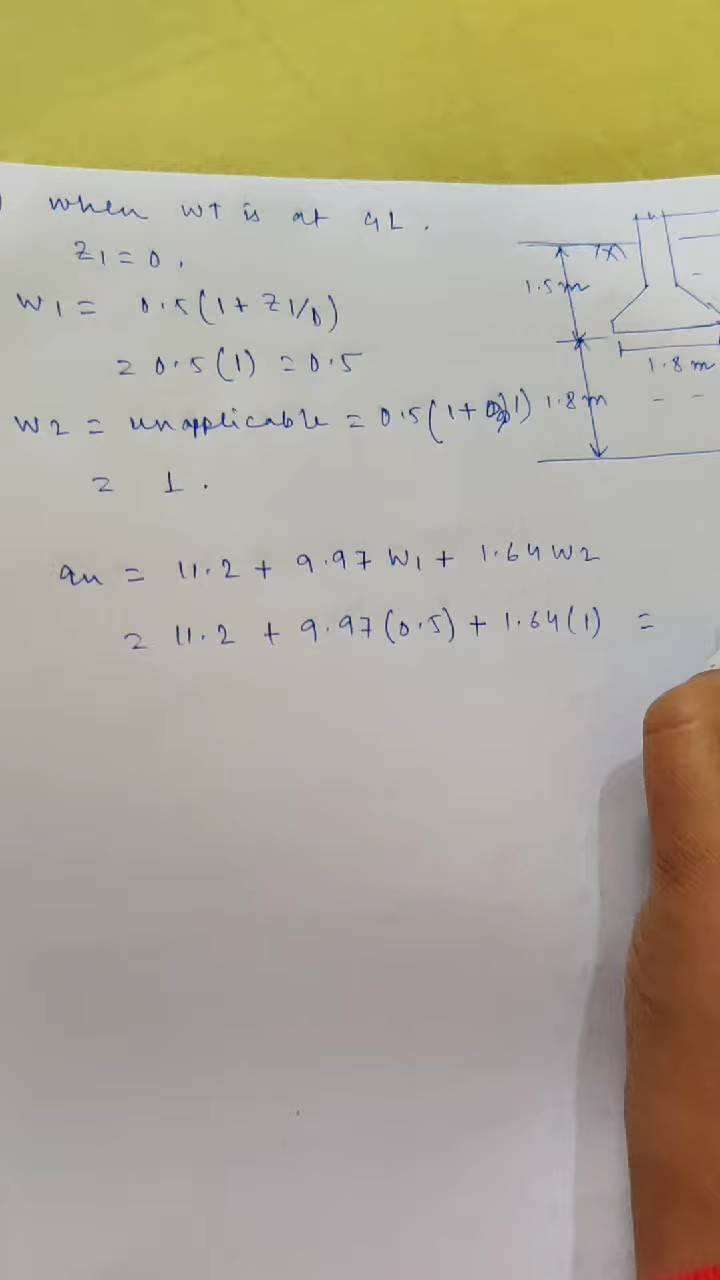 when WT is at GL.
Z1 = 0.
W1 = 0.5(1 + Z1/D)
= 0.5(1) = 0.5
W2 = unapplicable = 0.5(1 + 1)
= 1.
qu = 11.2 + 9.97 W1 + 1.64 W2
= 11.2 + 9.97(0.5) + 1.64(1) =
1.5m
1.8 m
1.8m